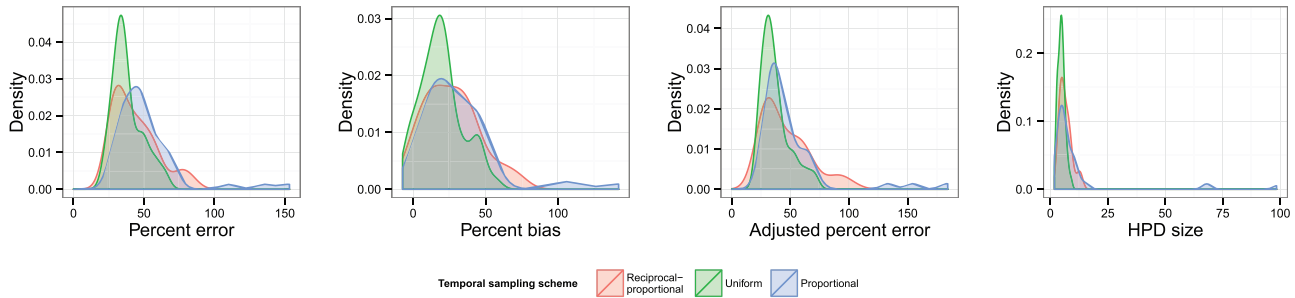 Density
0.00
0.01
0.02
0.03
0.04
0
50
100
150
Percent error
Density
0.00
0.01
0.02
0.03
0
50
100
Percent bias
Density
0.00
0.01
0.02
0.03
0.04
0
50
100
150
Adjusted percent error
Density
0.0
0.1
0.2
0
25
50
75
100
HPD size
Temporal sampling scheme
Reciprocal−
proportional
Uniform
Proportional